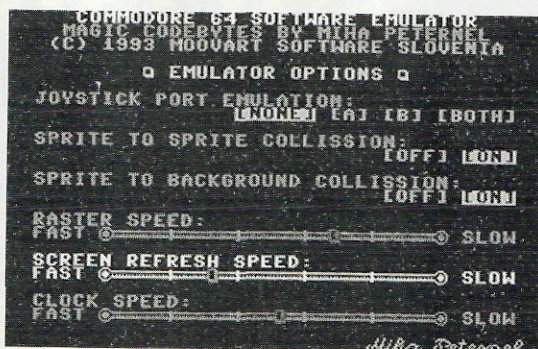 COMMODORE 64 SOFTWARE EMULATOR
MAGIC CODEBYTES BY MIHA PETERNEL
(C) 1993 MOOVART SOFTWARE SLOVENIA
EMULATOR OPTIONS
JOYSTICK PORT EMULATION:
[NONE] [A] [B] [BOTH]
SPRITE TO SPRITE COLLISSION:
[OFF] [ON]
SPRITE TO BACKGROUND COLLISSION:
[OFF] [ON]
RASTER SPEED:
FAST SLOW
SCREEN REFRESH SPEED:
FAST SLOW
CLOCK SPEED:
FAST SLOW
Miha Peternel